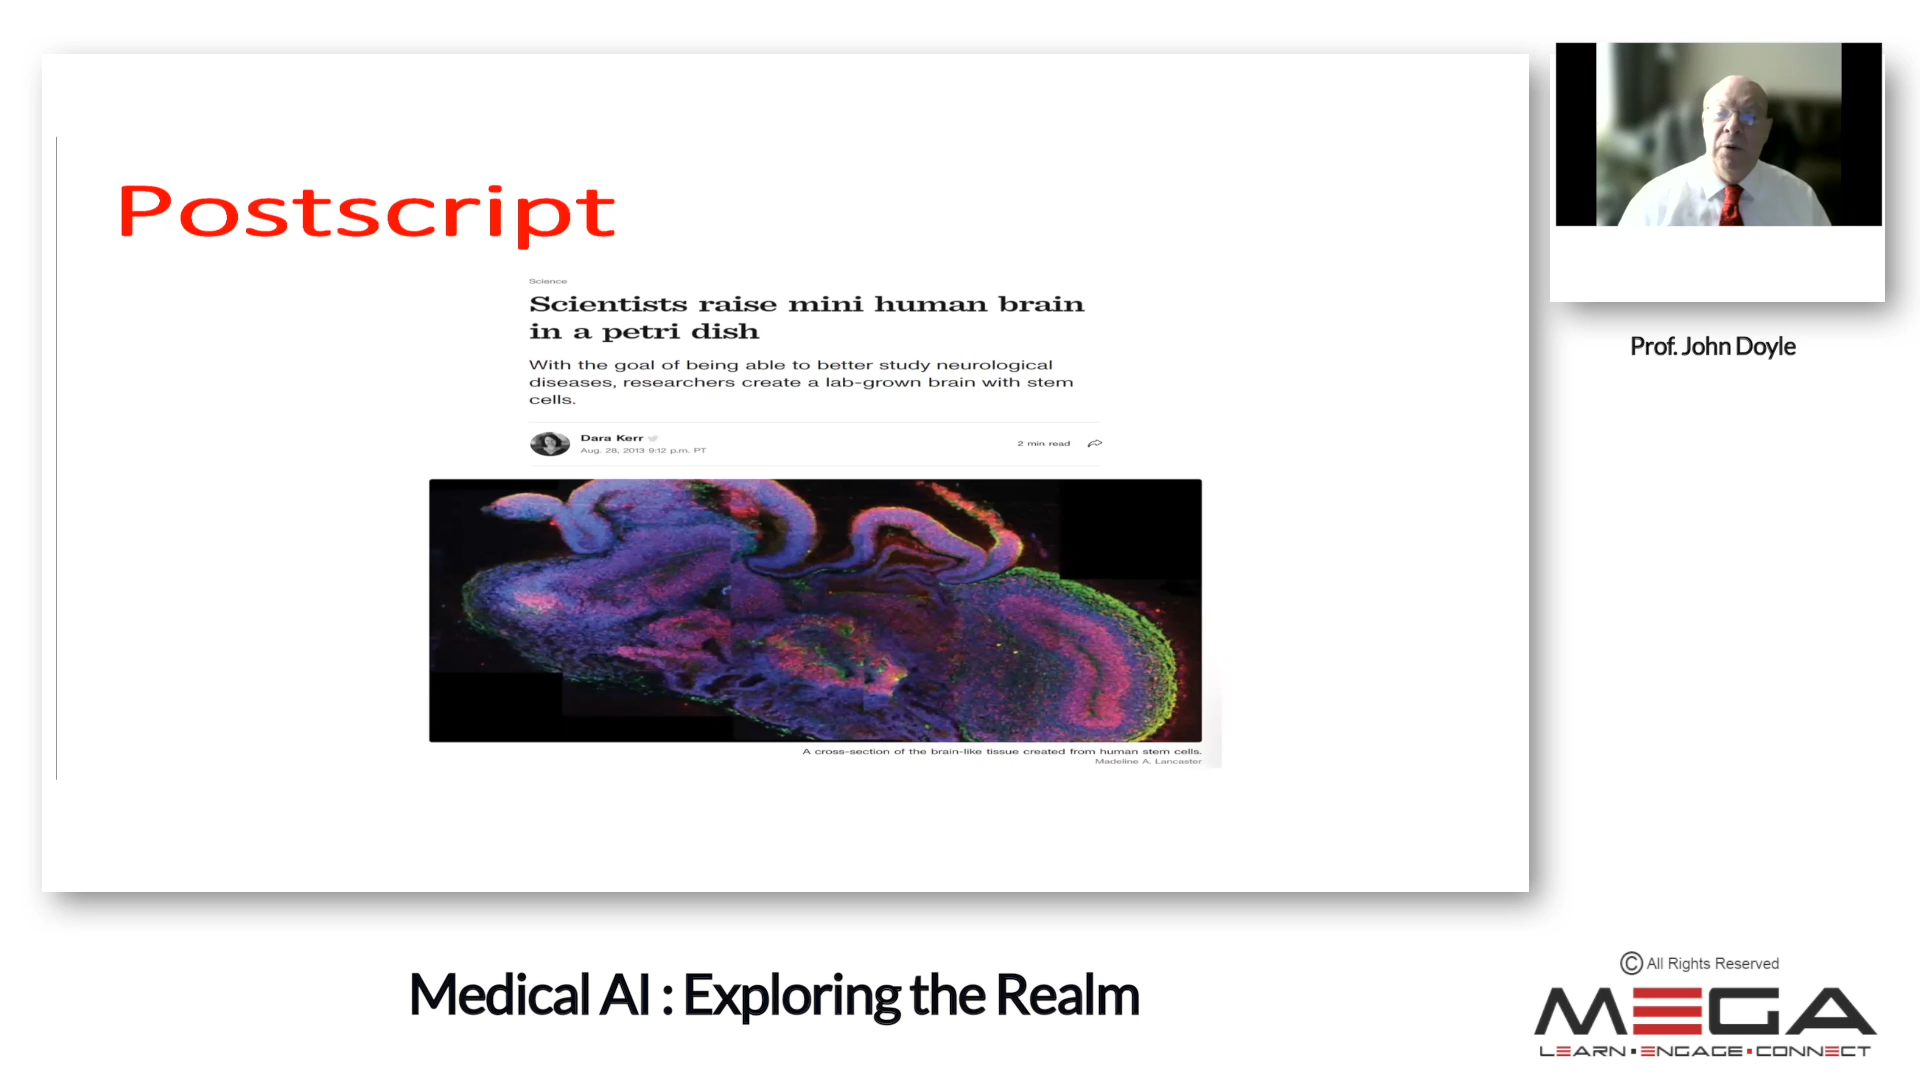 Postscript
Science
Scientists raise mini human brain
in a petri dish
With the goal of being able to better study neurological
diseases, researchers create a lab-grown brain with stem
cells.
Dara Kerr
Aug. 28, 2013 9:12 p.m. PT
2 min read
A cross-section of the brain-like tissue created from human stem cells.
Madeline A. Lancaster
Prof. John Doyle
Medical AI : Exploring the Realm
© All Rights Reserved
MEGA
LEARN • ENGAGE • CONNECT